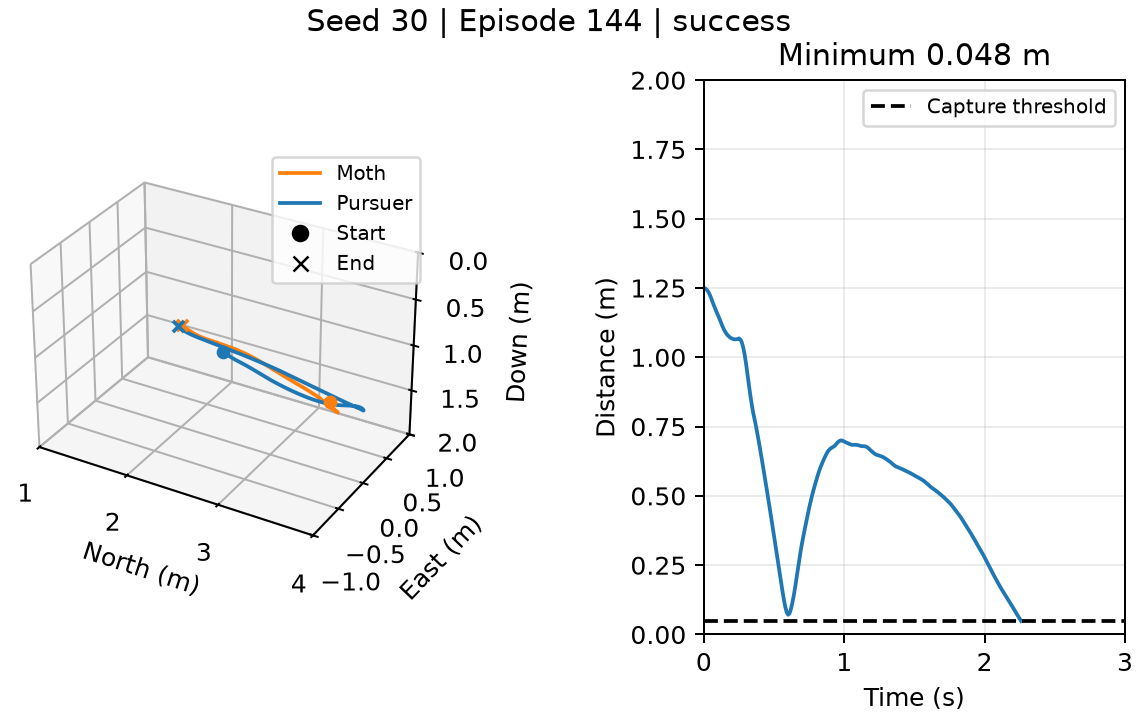 Seed 30 | Episode 144 | success
Moth
Pursuer
Start
End
0.0
0.5
1.0
1.5
2.0
Down (m)
1
2
3
4
North (m)
−1.0
−0.5
0.0
0.5
1.0
East (m)
Minimum 0.048 m
Capture threshold
2.00
1.75
1.50
1.25
1.00
0.75
0.50
0.25
0.00
Distance (m)
0
1
2
3
Time (s)